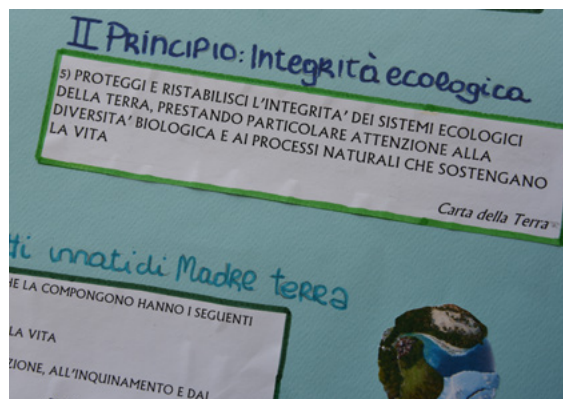 II PRINCIPIO: Integrità ecologica
5) PROTEGGI E RISTABILISCI L'INTEGRITA' DEI SISTEMI ECOLOGICI
DELLA TERRA, PRESTANDO PARTICOLARE ATTENZIONE ALLA
DIVERSITA' BIOLOGICA E AI PROCESSI NATURALI CHE SOSTENGANO
LA VITA
Carta della Terra
tti innati di Madre terra
HE LA COMPONGONO HANNO I SEGUENTI
LA VITA
ZIONE, ALL'INQUINAMENTO E DAI